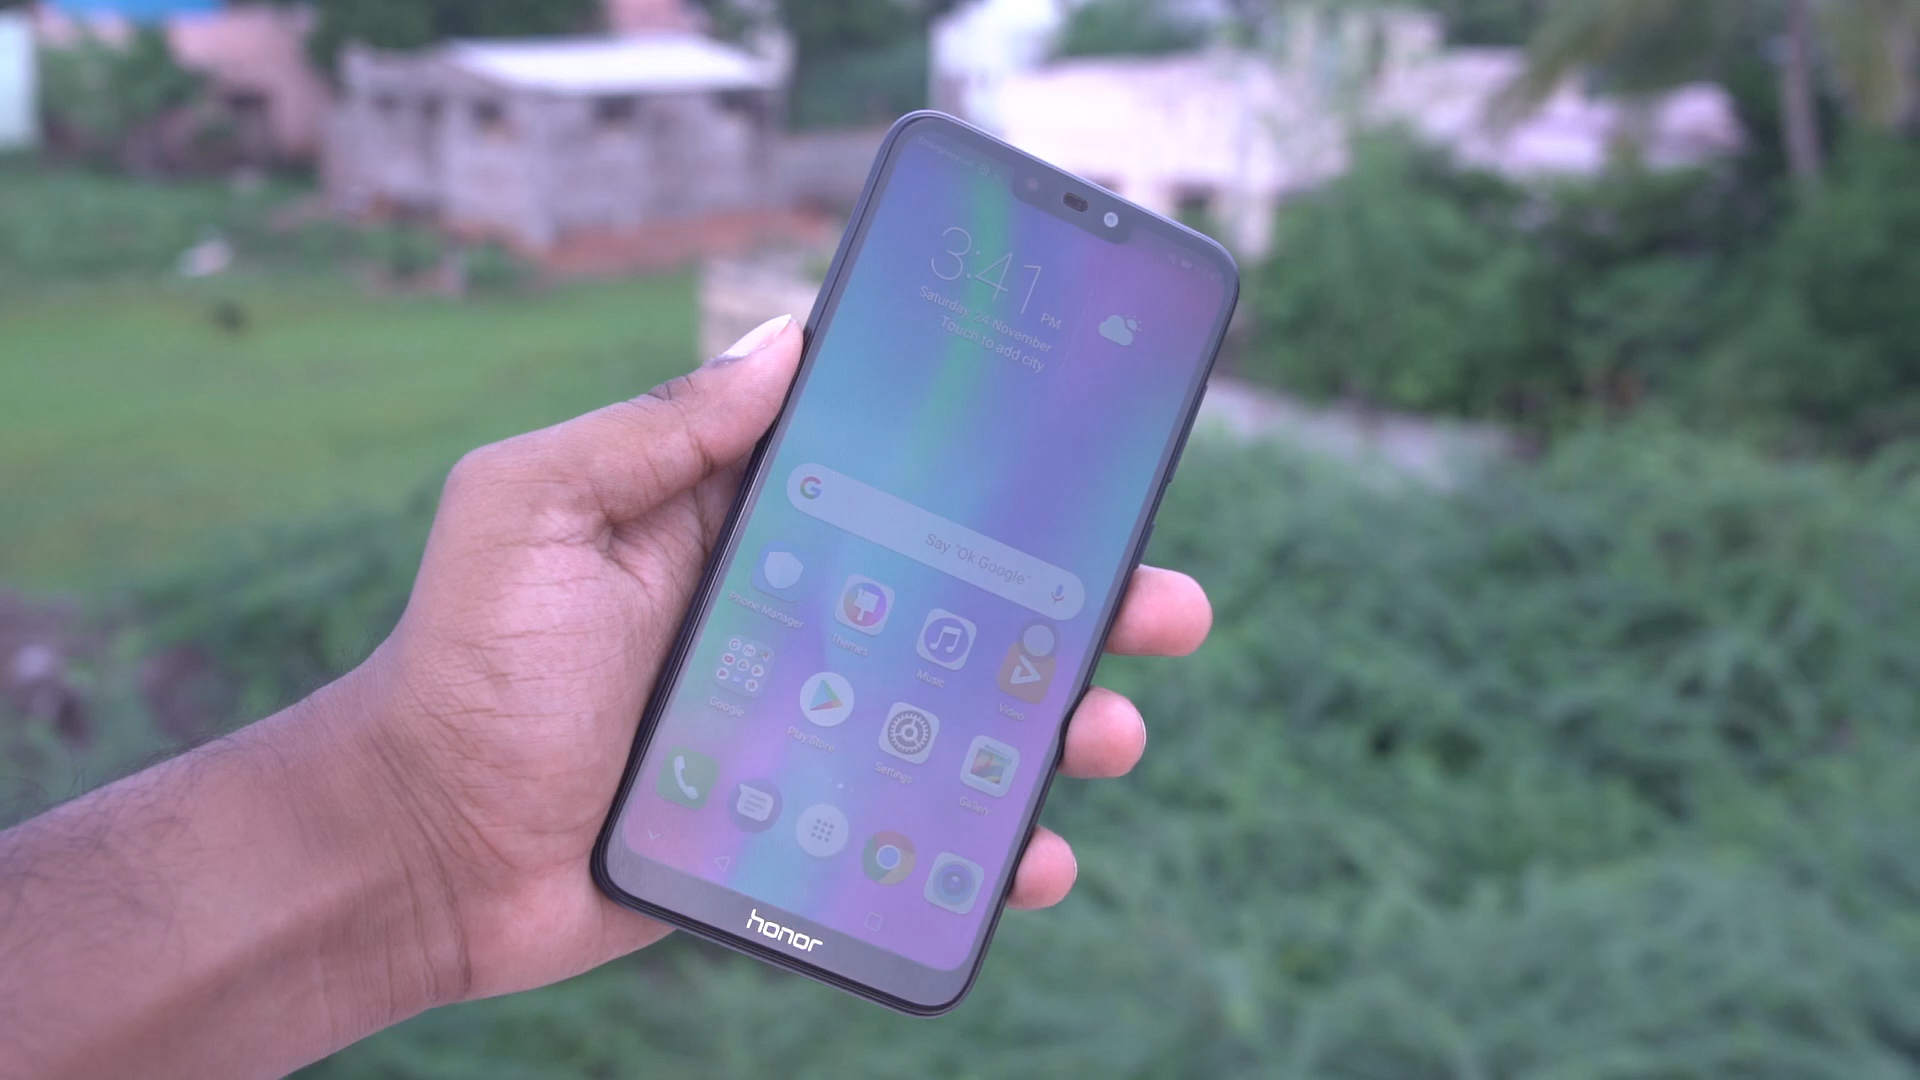 3:41 PM
Saturday, 24 November
Touch to add city
G
Say "Ok Google"
Phone Manager
Themes
Music
Video
Google
Play Store
Settings
Gallery
honor